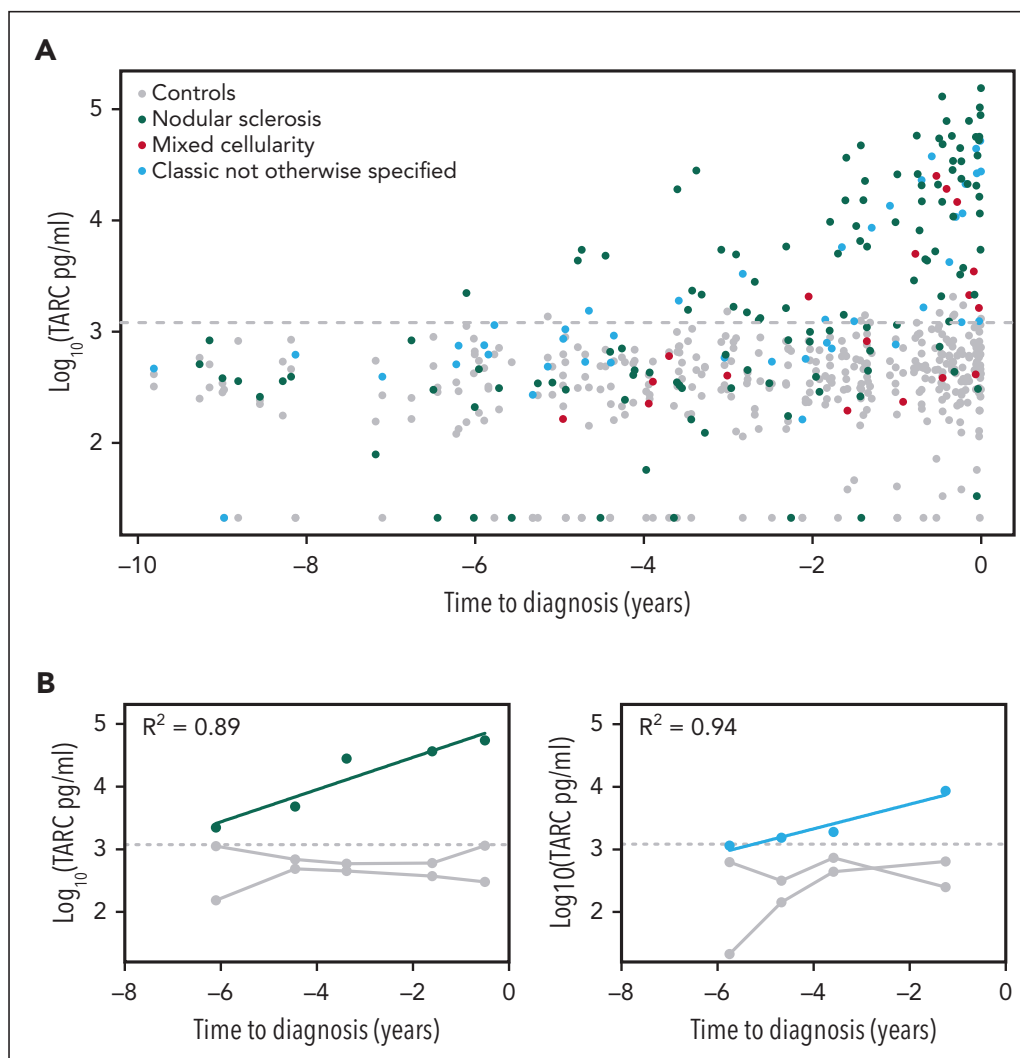 A
Log10(TARC pg/ml)
5
4
3
2
Controls
Nodular sclerosis
Mixed cellularity
Classic not otherwise specified
–10 –8 –6 –4 –2 0
Time to diagnosis (years)
B
Log10(TARC pg/ml)
5
4
3
2
R2 = 0.89
–8 –6 –4 –2 0
Time to diagnosis (years)
Log10(TARC pg/ml)
5
4
3
2
R2 = 0.94
–8 –6 –4 –2 0
Time to diagnosis (years)